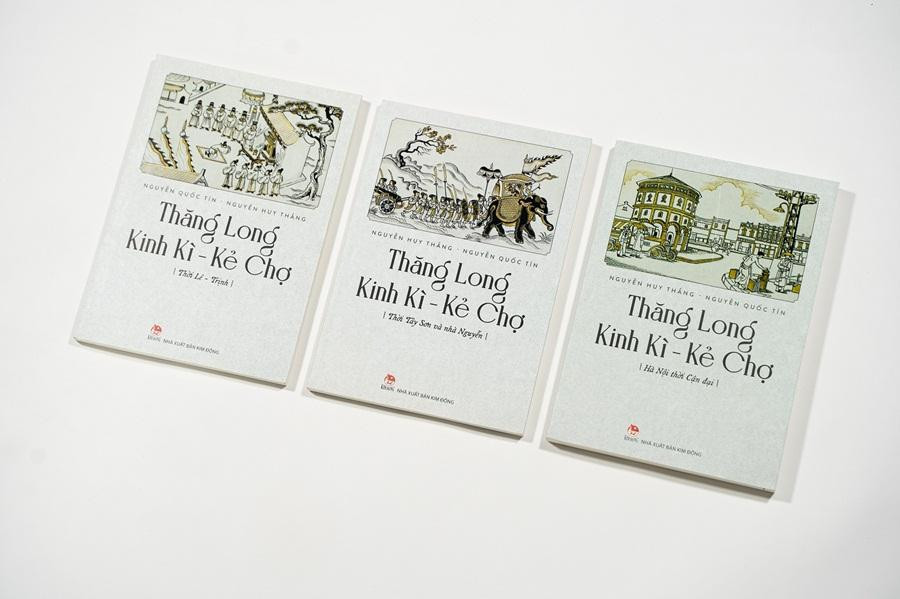 NGUYỄN QUỐC TÍN - NGUYỄN HUY THẮNG
Thăng Long
Kinh Kì - Kẻ Chợ
| Thời Lê - Trịnh |
NHÀ XUẤT BẢN KIM ĐỒNG
NGUYỄN HUY THẮNG - NGUYỄN QUỐC TÍN
Thăng Long
Kinh Kì - Kẻ Chợ
| Thời Tây Sơn và nhà Nguyễn |
NHÀ XUẤT BẢN KIM ĐỒNG
NGUYỄN HUY THẮNG - NGUYỄN QUỐC TÍN
Thăng Long
Kinh Kì - Kẻ Chợ
| Hà Nội thời Cận đại |
NHÀ XUẤT BẢN KIM ĐỒNG